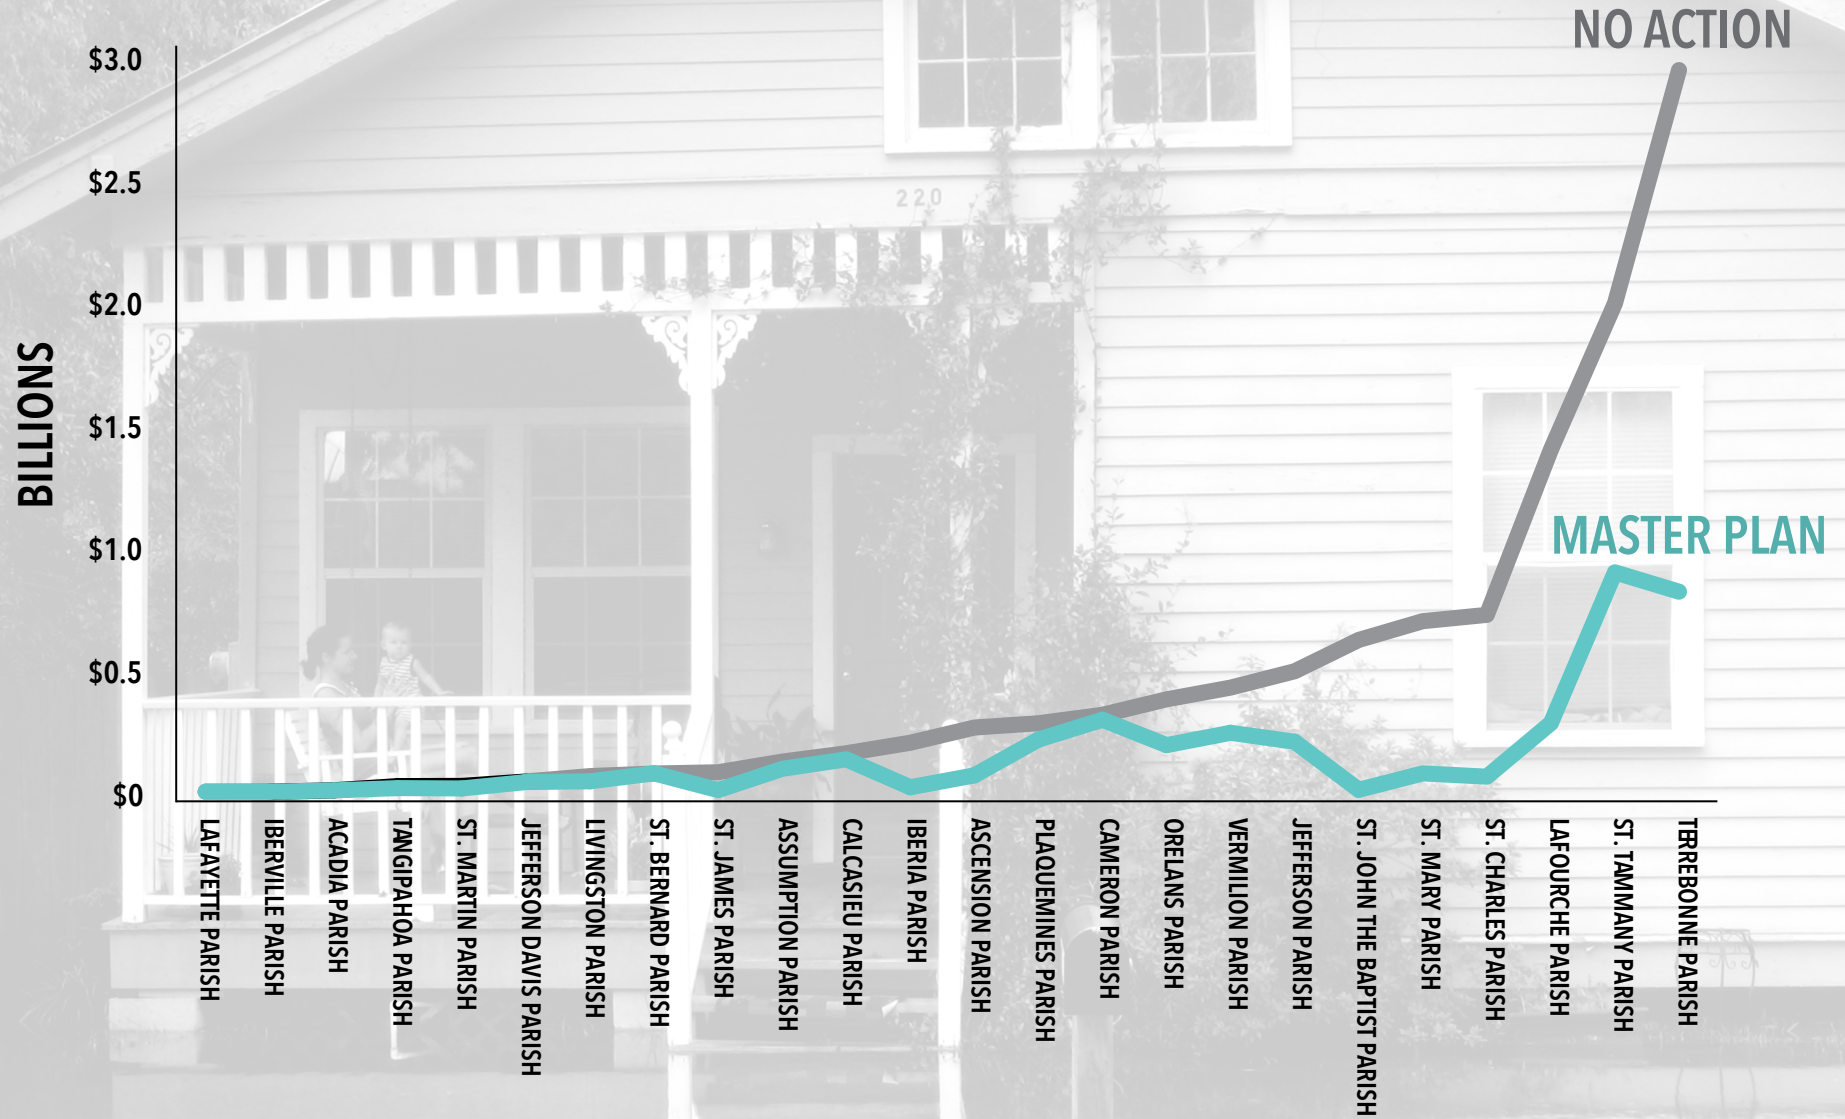 NO ACTION
$3.0
$2.5
220
$2.0
BILLIONS
$1.5
MASTER PLAN
$1.0
$0.5
$0
LAFAYETTE PARISH
IBERVILLE PARISH
ACADIA PARISH
TANGIPAHOA PARISH
ST. MARTIN PARISH
JEFFERSON DAVIS PARISH
LIVINGSTON PARISH
ST. BERNARD PARISH
ST. JAMES PARISH
ASSUMPTION PARISH
CALCASIEU PARISH
IBERIA PARISH
ASCENSION PARISH
PLAQUEMINES PARISH
CAMERON PARISH
ORELANS PARISH
VERMILION PARISH
JEFFERSON PARISH
ST. JOHN THE BAPTIST PARISH
ST. MARY PARISH
ST. CHARLES PARISH
LAFOURCHE PARISH
ST. TAMMANY PARISH
TERREBONNE PARISH